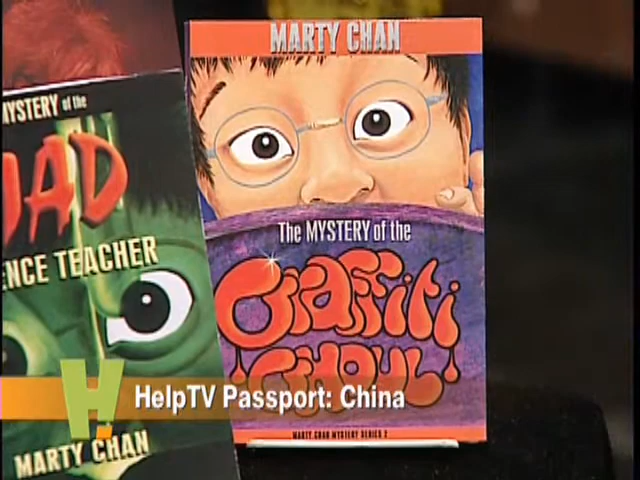 MARTY CHAN
The MYSTERY of the
Graffiti
Ghoul
MARTY CHAN MYSTERY SERIES 2
MYSTERY of the
MAD
ENCE TEACHER
MARTY CHAN
H
HelpTV Passport: China